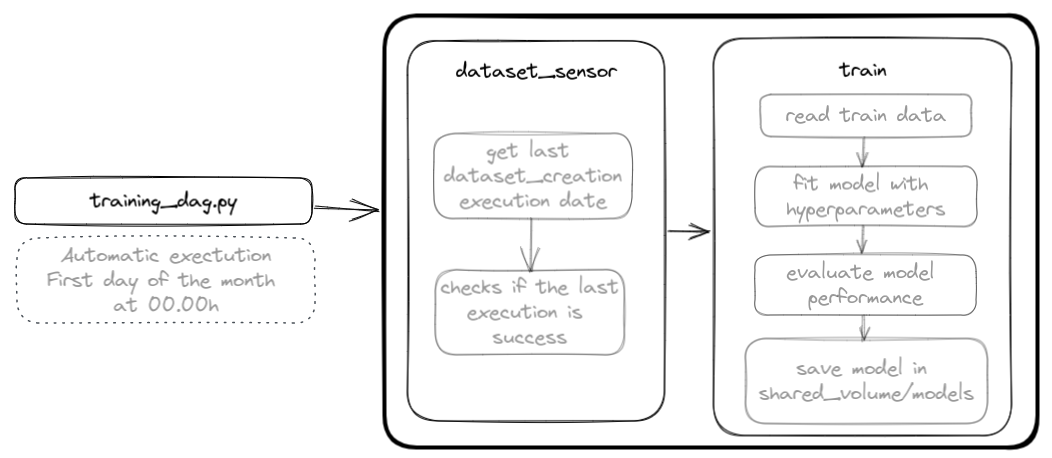 training_dag.py
Automatic exectution
First day of the month
at 00.00h
dataset_sensor
get last
dataset_creation
execution date
checks if the last
execution is
success
train
read train data
fit model with
hyperparameters
evaluate model
performance
save model in
shared_volume/models